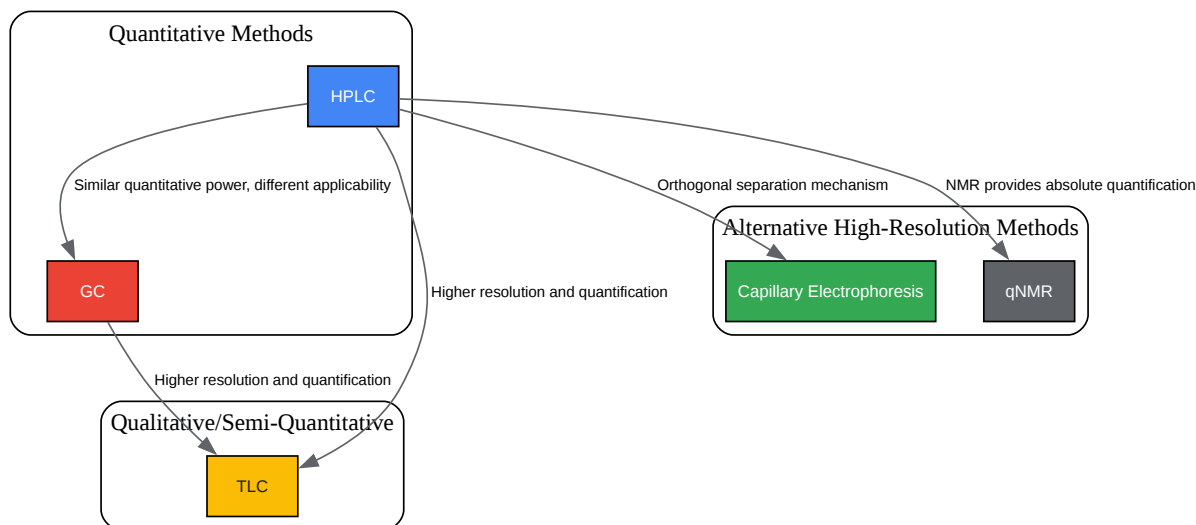 Quantitative Methods
HPLC
Similar quantitative power, different applicability
Orthogonal separation mechanism
NMR provides absolute quantification
Alternative High-Resolution Methods
GC
Higher resolution and quantification
Capillary Electrophoresis
qNMR
Higher resolution and quantification
Qualitative/Semi-Quantitative
TLC